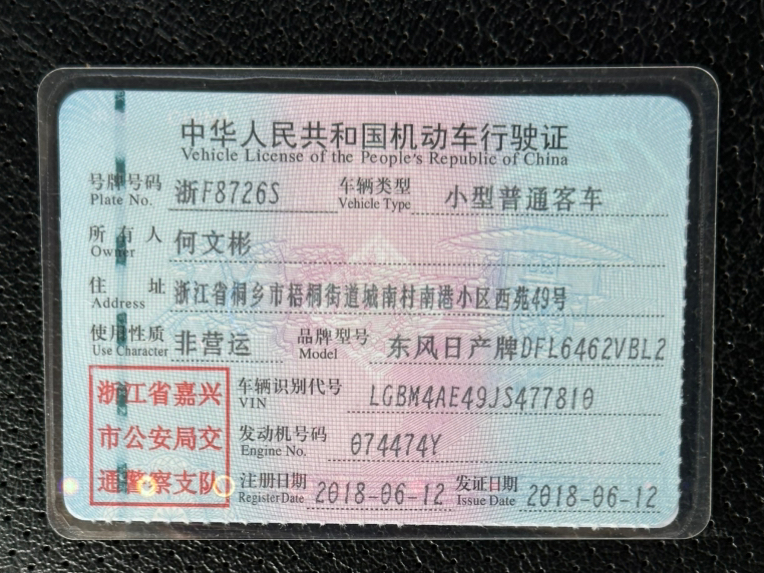 中华人民共和国机动车行驶证
Vehicle License of the People's Republic of China
号牌号码 浙F8726S 车辆类型 小型普通客车
Plate No. Vehicle Type
所有人 何文彬
Owner
住址 浙江省桐乡市梧桐街道城南村南港小区西苑49号
Address
使用性质 非营运 品牌型号 东风日产牌DFL6462VBL2
Use Character Model
浙江省嘉兴
市公安局交
通警察支队
车辆识别代号 LGBM4AE49JS477810
VIN
发动机号码 074474Y
Engine No.
注册日期 2018-06-12 发证日期 2018-06-12
Register Date Issue Date